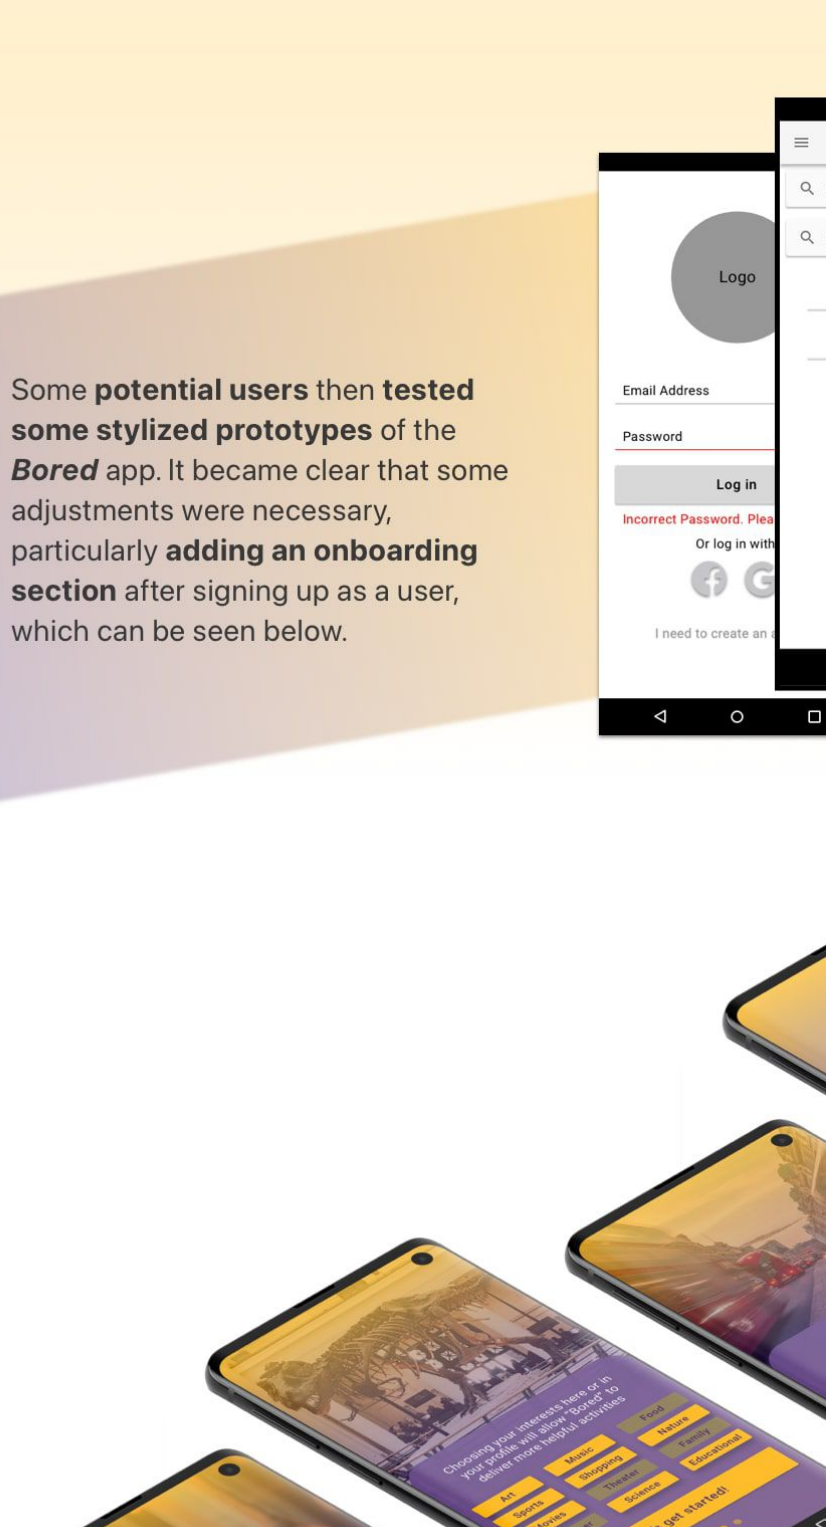 Some potential users then tested
some stylized prototypes of the
Bored app. It became clear that some
adjustments were necessary,
particularly adding an onboarding
section after signing up as a user,
which can be seen below.
Logo
Email Address
Password
Log in
Incorrect Password. Plea
Or log in with
I need to create an
Choosing your interests here or in
your profile will allow "Bored" to
deliver more helpful activities
Art
Music
Food
Sports
Shopping
Nature
Movies
Theater
Family
Science
Educational
get started!